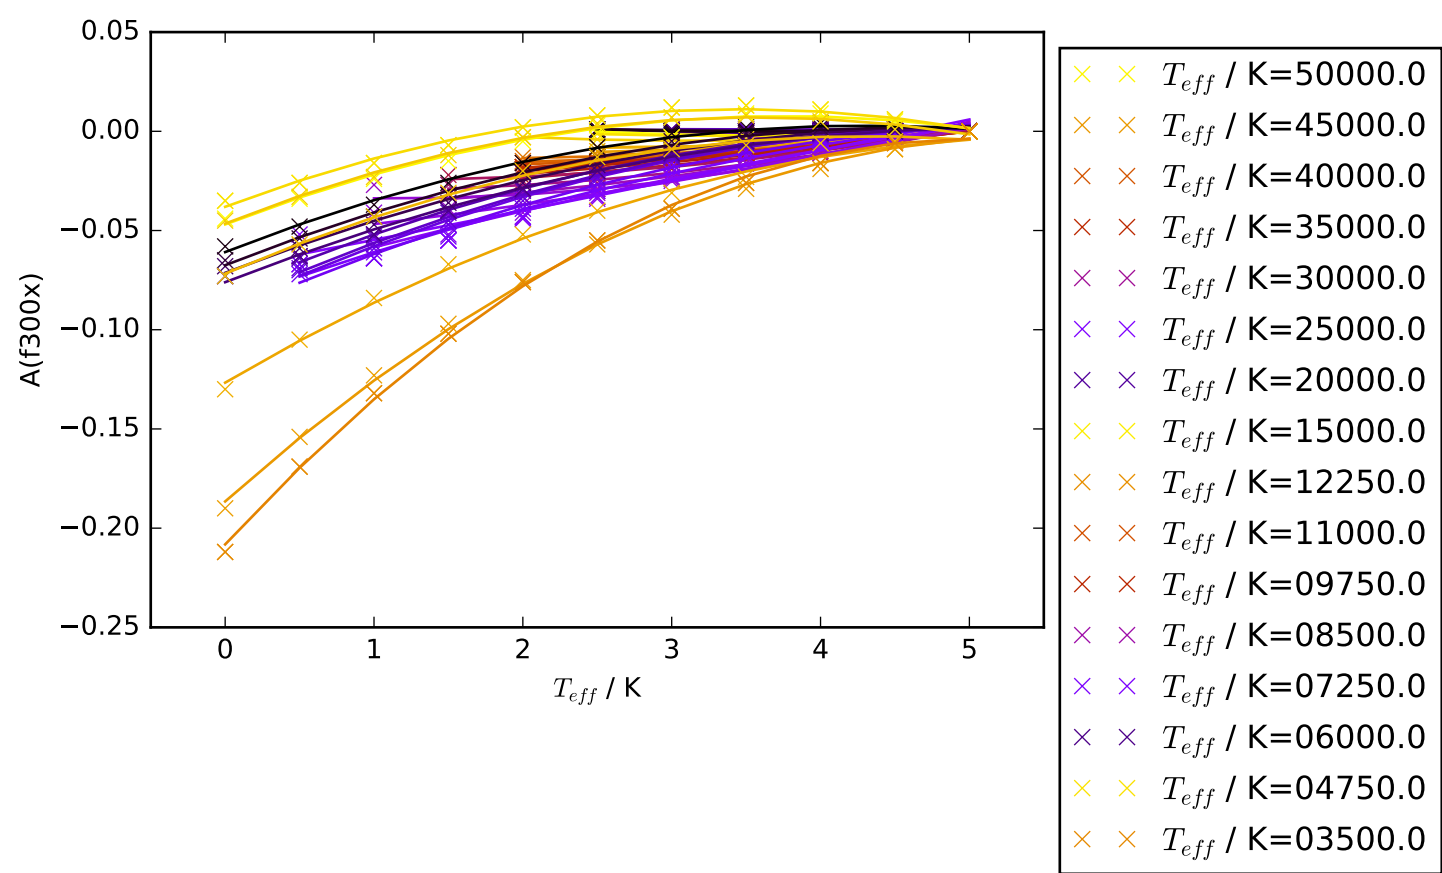 0.05
0.00
−0.05
−0.10
−0.15
−0.20
−0.25
A(f300x)
0 1 2 3 4 5
T_eff / K
T_eff / K=50000.0
T_eff / K=45000.0
T_eff / K=40000.0
T_eff / K=35000.0
T_eff / K=30000.0
T_eff / K=25000.0
T_eff / K=20000.0
T_eff / K=15000.0
T_eff / K=12250.0
T_eff / K=11000.0
T_eff / K=09750.0
T_eff / K=08500.0
T_eff / K=07250.0
T_eff / K=06000.0
T_eff / K=04750.0
T_eff / K=03500.0